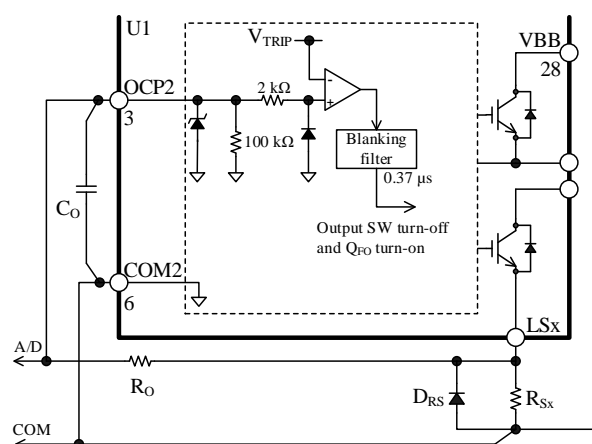 U1
VTRIP
VBB
28
OCP2
3
2 kΩ
-
+
100 kΩ
Blanking
filter
0.37 µs
CO
Output SW turn-off
and QFO turn-on
COM2
6
LSx
A/D
RO
DRS
RSx
COM